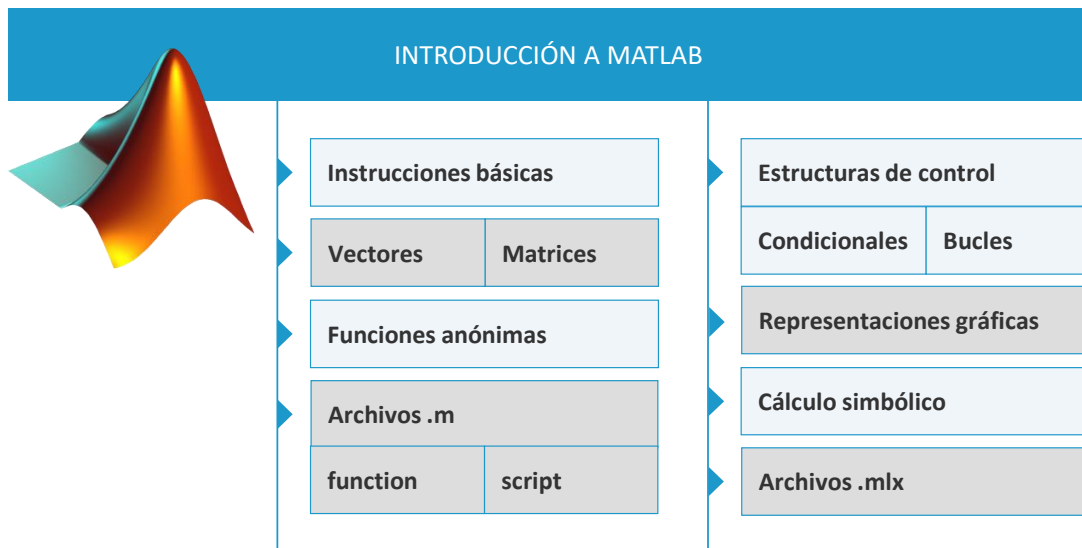 INTRODUCCIÓN A MATLAB
Instrucciones básicas
Vectores
Matrices
Funciones anónimas
Archivos .m
function
script
Estructuras de control
Condicionales
Bucles
Representaciones gráficas
Cálculo simbólico
Archivos .mlx